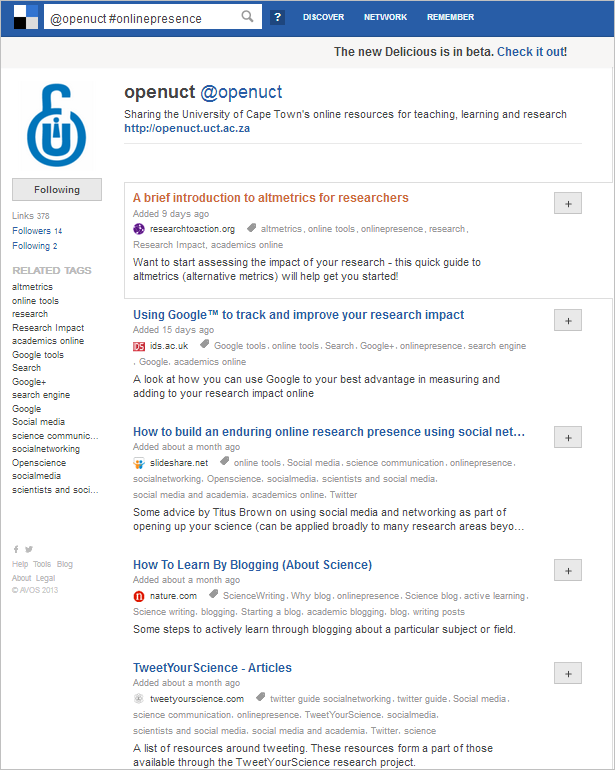 @openuct #onlinepresence
?
DISCOVER NETWORK REMEMBER
The new Delicious is in beta. Check it out!
openuct @openuct
Sharing the University of Cape Town's online resources for teaching, learning and research
http://openuct.uct.ac.za
Following
Links 378
Followers 14
Following 2
RELATED TAGS
altmetrics
online tools
research
Research Impact
academics online
Google tools
Search
Google+
search engine
Google
Social media
science communic...
socialnetworking
Openscience
socialmedia
scientists and soci...
Help Tools Blog
About Legal
© AVOS 2013
A brief introduction to altmetrics for researchers
+
Added 9 days ago
researchtoaction.org altmetrics, online tools, onlinepresence, research,
Research Impact, academics online
Want to start assessing the impact of your research - this quick guide to
altmetrics (alternative metrics) will help get you started!
Using Google™ to track and improve your research impact
+
Added 15 days ago
IDS ids.ac.uk Google tools, online tools, Search, Google+, onlinepresence, search engine
, Google, academics online
A look at how you can use Google to your best advantage in measuring and
adding to your research impact online
How to build an enduring online research presence using social net...
+
Added about a month ago
slideshare.net online tools, Social media, science communication, onlinepresence,
socialnetworking, Openscience, socialmedia, scientists and social media,
social media and academia, academics online, Twitter
Some advice by Titus Brown on using social media and networking as part of
opening up your science (can be applied broadly to many research areas beyo...
How To Learn By Blogging (About Science)
+
Added about a month ago
n nature.com ScienceWriting, Why blog, onlinepresence, Science blog, active learning,
Science writing, blogging, Starting a blog, academic blogging, blog, writing posts
Some steps to actively learn through blogging about a particular subject or field.
TweetYourScience - Articles
+
Added about a month ago
tweetyourscience.com twitter guide socialnetworking, twitter guide, Social media,
science communication, onlinepresence, TweetYourScience, socialmedia,
scientists and social media, social media and academia, Twitter, science
A list of resources around tweeting. These resources form a part of those
available through the TweetYourScience research project.